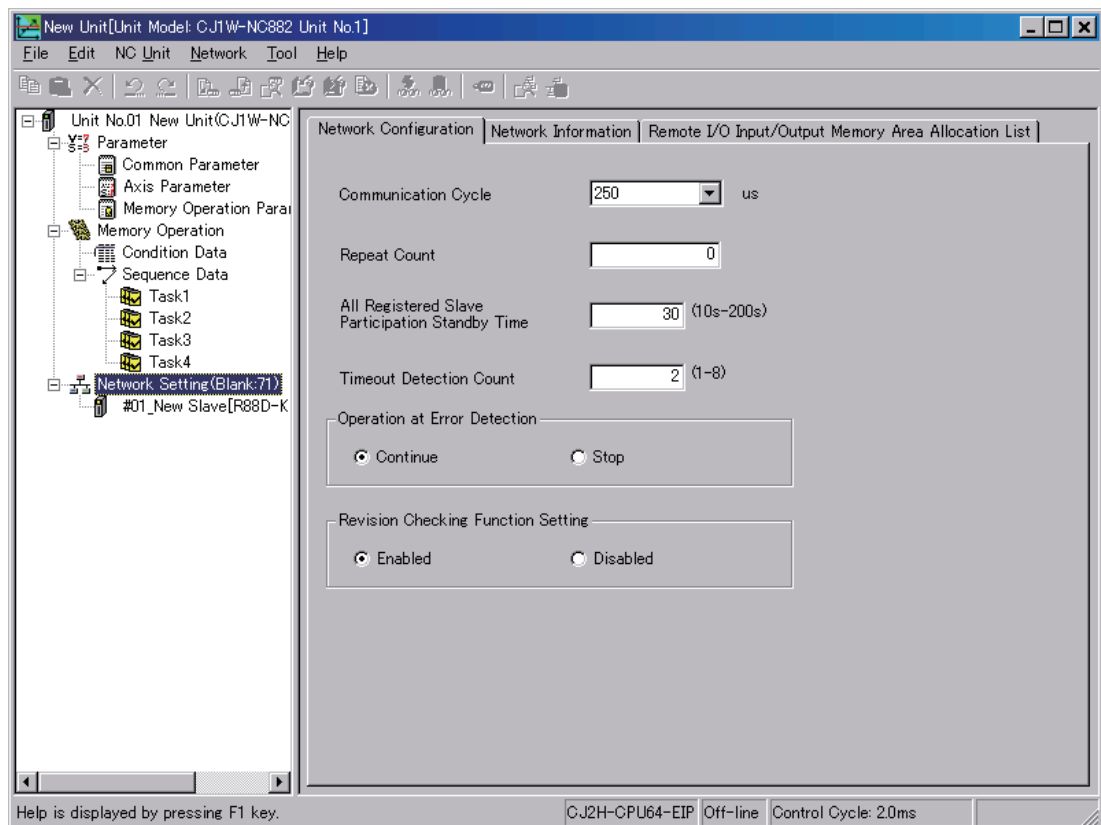 New Unit[Unit Model: CJ1W-NC882 Unit No.1]
File Edit NC Unit Network Tool Help
Unit No.01 New Unit(CJ1W-NC
Parameter
Common Parameter
Axis Parameter
Memory Operation Para
Memory Operation
Condition Data
Sequence Data
Task1
Task2
Task3
Task4
Network Setting(Blank:71)
#01_New Slave[R88D-K
Network Configuration Network Information Remote I/O Input/Output Memory Area Allocation List
Communication Cycle 250 us
Repeat Count 0
All Registered Slave
Participation Standby Time 30 (10s-200s)
Timeout Detection Count 2 (1-8)
Operation at Error Detection
Continue Stop
Revision Checking Function Setting
Enabled Disabled
Help is displayed by pressing F1 key. CJ2H-CPU64-EIP Off-line Control Cycle: 2.0ms